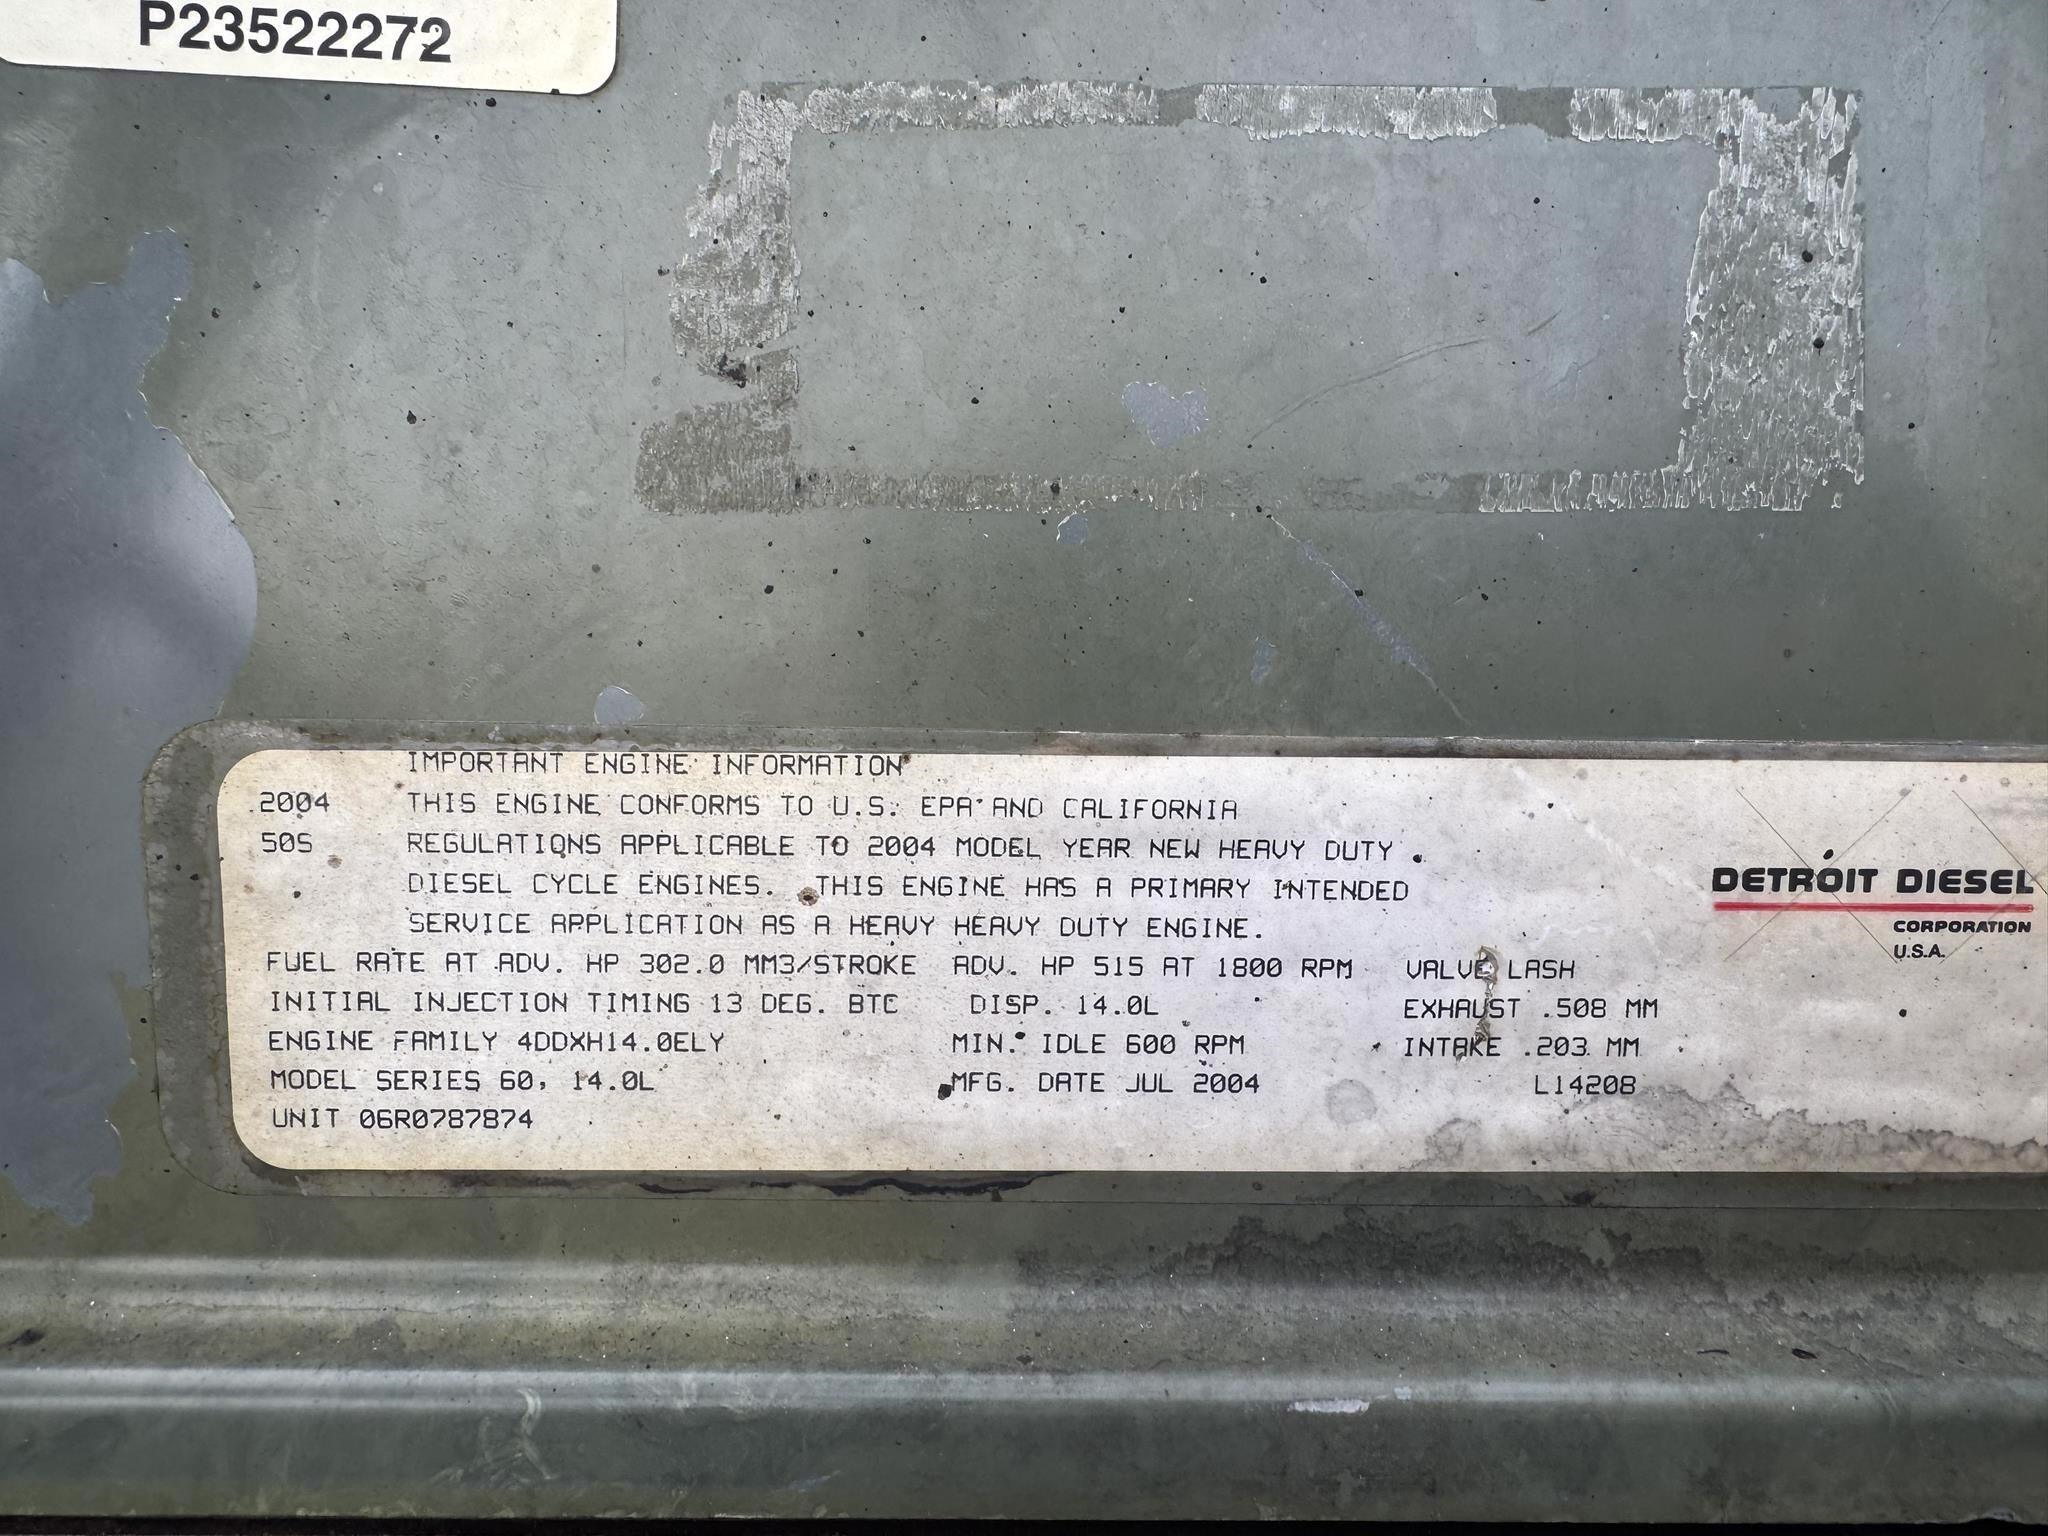 P23522272
IMPORTANT ENGINE INFORMATION
2004 THIS ENGINE CONFORMS TO U.S. EPA AND CALIFORNIA
50S REGULATIONS APPLICABLE TO 2004 MODEL YEAR NEW HEAVY DUTY
DIESEL CYCLE ENGINES. THIS ENGINE HAS A PRIMARY INTENDED
SERVICE APPLICATION AS A HEAVY HEAVY DUTY ENGINE.
FUEL RATE AT ADV. HP 302.0 MM3/STROKE ADV. HP 515 AT 1800 RPM VALVE LASH
INITIAL INJECTION TIMING 13 DEG. BTC DISP. 14.0L EXHAUST .508 MM
ENGINE FAMILY 4DDXH14.0ELY MIN. IDLE 600 RPM INTAKE .203 MM
MODEL SERIES 60, 14.0L MFG. DATE JUL 2004 L14208
UNIT 06R0787874
DETROIT DIESEL
CORPORATION
U.S.A.